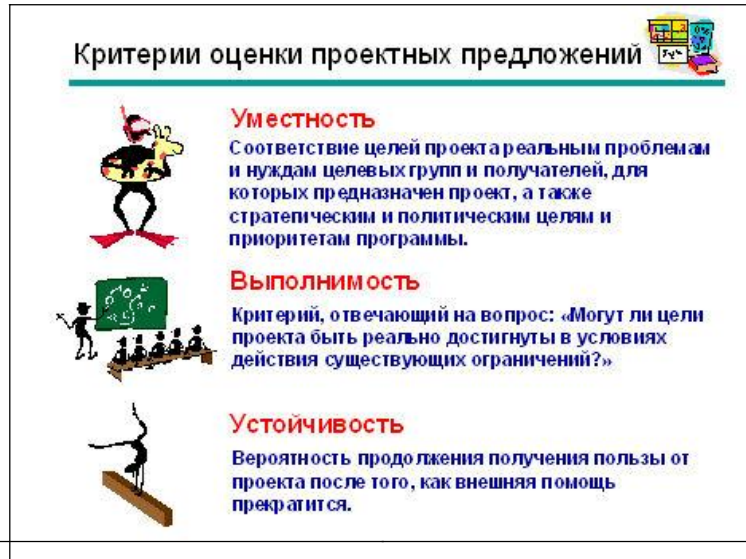 Критерии оценки проектных предложений
Уместность
Соответствие целей проекта реальным проблемам
и нуждам целевых групп и получателей, для
которых предназначен проект, а также
стратегическим и политическим целям и
приоритетам программы.
Выполнимость
Критерий, отвечающий на вопрос: «Могут ли цели
проекта быть реально достигнуты в условиях
действия существующих ограничений?»
Устойчивость
Вероятность продолжения получения пользы от
проекта после того, как внешняя помощь
прекратится.